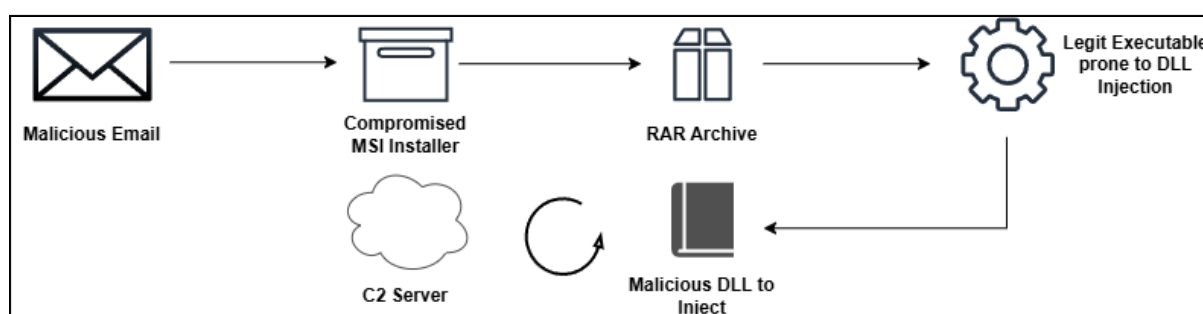 Malicious Email
Compromised
MSI Installer
RAR Archive
Legit Executable
prone to DLL
Injection
C2 Server
Malicious DLL to
Inject